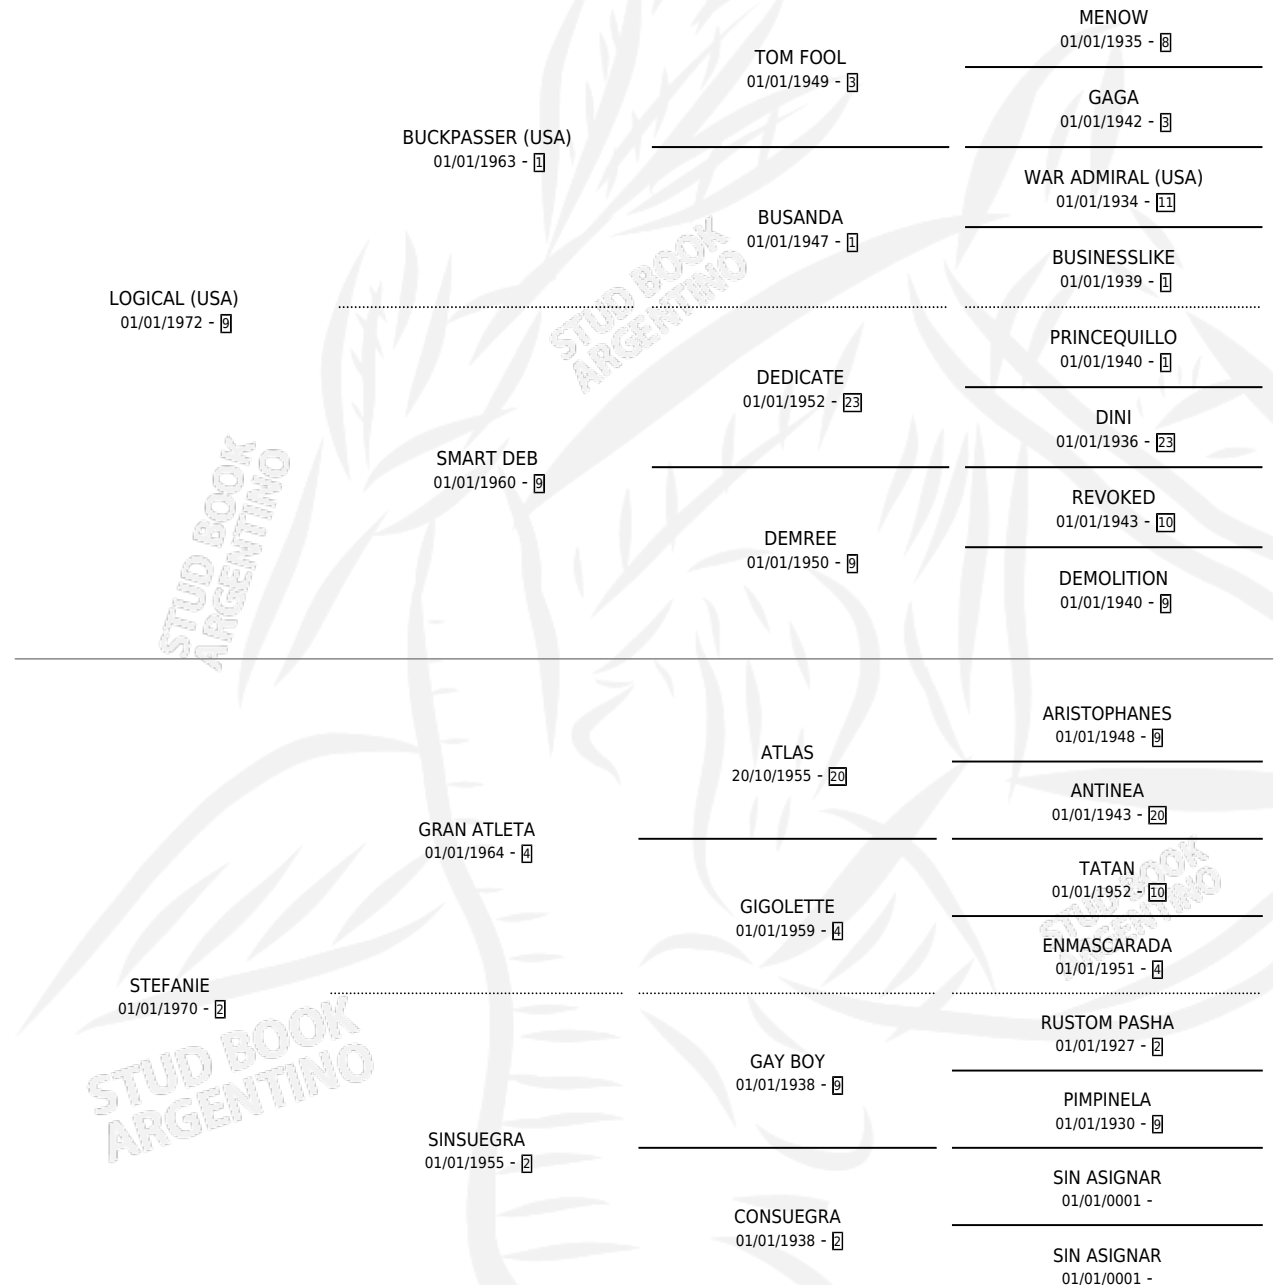 MENOW
01/01/1935 - 8
TOM FOOL
01/01/1949 - 3
GAGA
01/01/1942 - 3
BUCKPASSER (USA)
01/01/1963 - 1
WAR ADMIRAL (USA)
01/01/1934 - 11
BUSANDA
01/01/1947 - 1
BUSINESSLIKE
01/01/1939 - 1
LOGICAL (USA)
01/01/1972 - 9
PRINCEQUILLO
01/01/1940 - 1
DEDICATE
01/01/1952 - 23
DINI
01/01/1936 - 23
SMART DEB
01/01/1960 - 9
REVOKED
01/01/1943 - 10
DEMREE
01/01/1950 - 9
DEMOLITION
01/01/1940 - 9
ARISTOPHANES
01/01/1948 - 9
ATLAS
20/10/1955 - 20
ANTINEA
01/01/1943 - 20
GRAN ATLETA
01/01/1964 - 4
TATAN
01/01/1952 - 10
GIGOLETTE
01/01/1959 - 4
ENMASCARADA
01/01/1951 - 4
STEFANIE
01/01/1970 - 2
RUSTOM PASHA
01/01/1927 - 2
GAY BOY
01/01/1938 - 9
PIMPINELA
01/01/1930 - 9
SINSUEGRA
01/01/1955 - 2
SIN ASIGNAR
01/01/0001 -
CONSUEGRA
01/01/1938 - 2
SIN ASIGNAR
01/01/0001 -
STUD BOOK
ARGENTINO
STUD BOOK
ARGENTINO
STUD BOOK
ARGENTINO
STUD BOOK
ARGENTINO